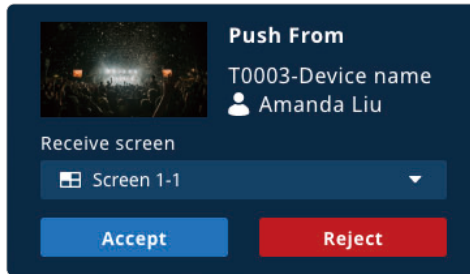 Push From
T0003-Device name
Amanda Liu
Receive screen
Screen 1-1
Accept
Reject